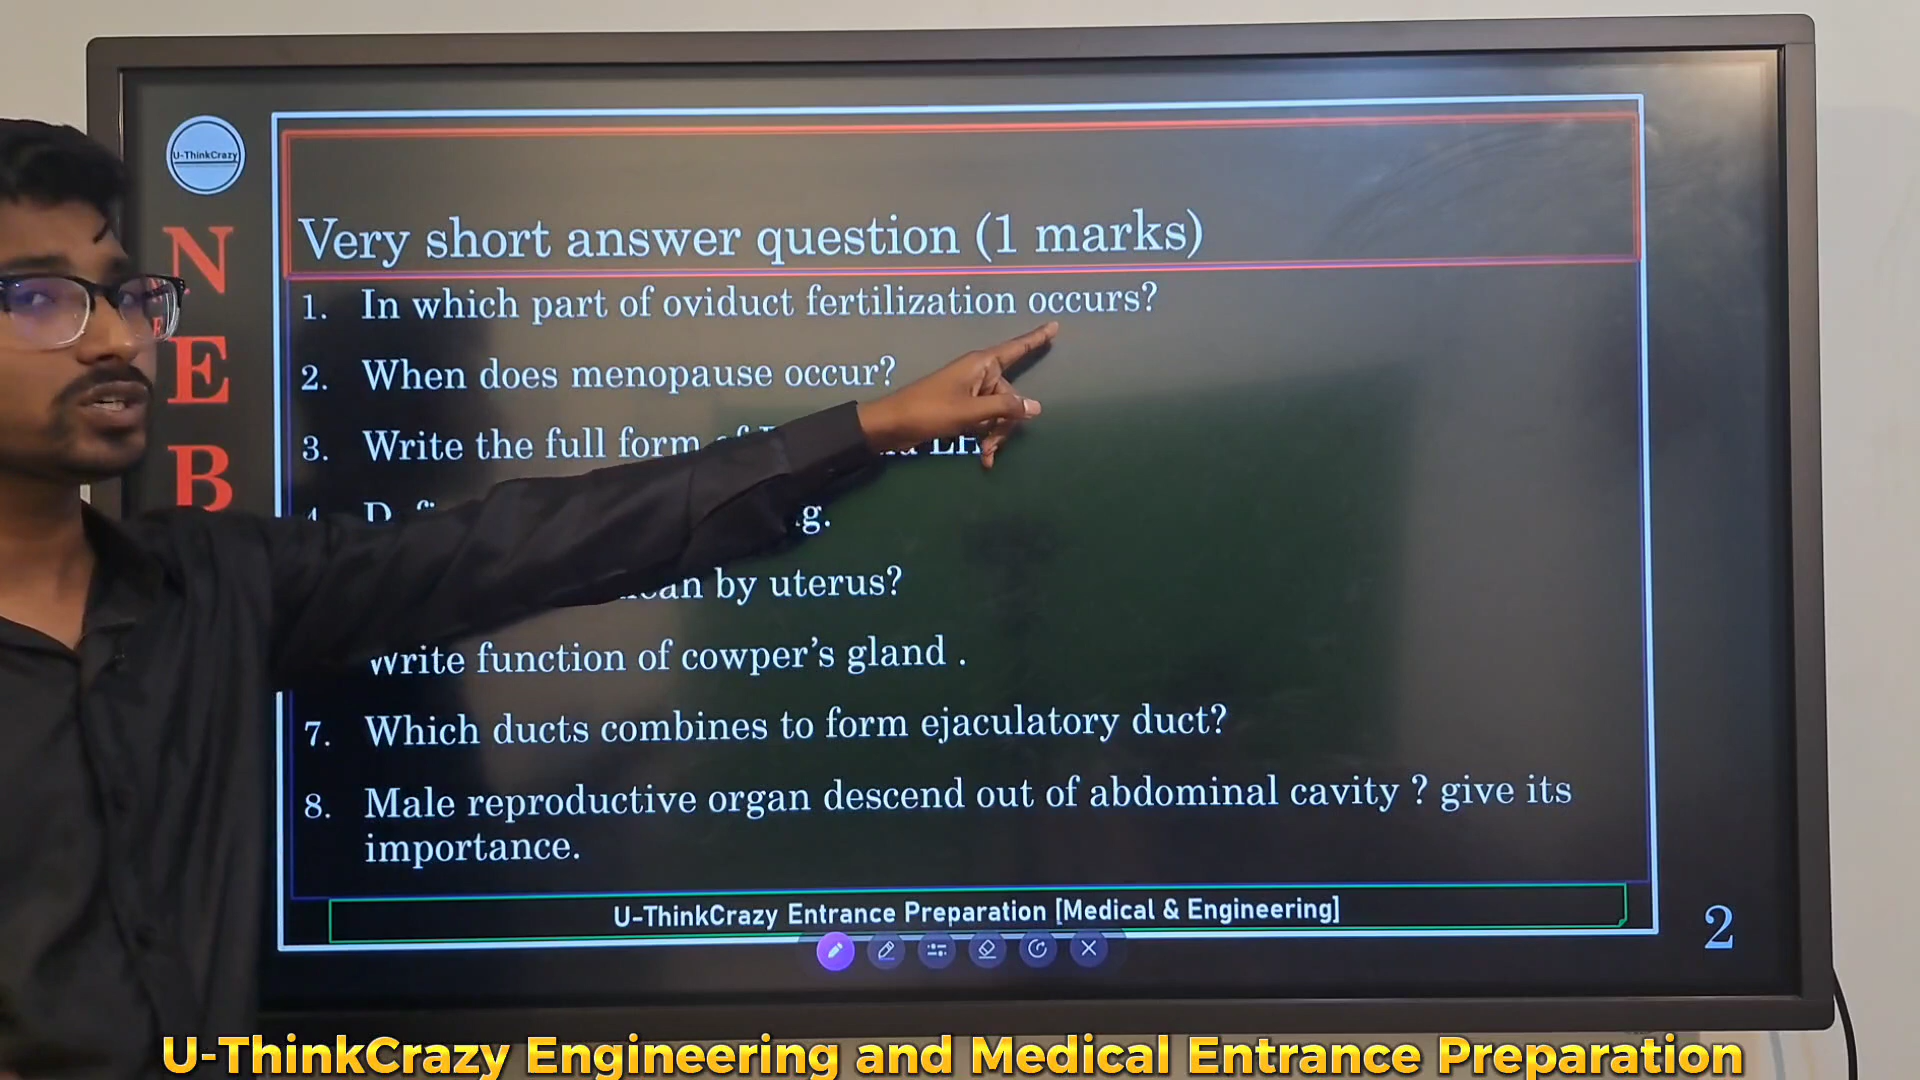 U-ThinkCrazy
N
E
B
Very short answer question (1 marks)
1. In which part of oviduct fertilization occurs?
2. When does menopause occur?
3. Write the full form
by uterus?
Write function of cowper's gland .
7. Which ducts combines to form ejaculatory duct?
8. Male reproductive organ descend out of abdominal cavity ? give its
importance.
U-ThinkCrazy Entrance Preparation [Medical & Engineering]
2
U-ThinkCrazy Engineering and Medical Entrance Preparation